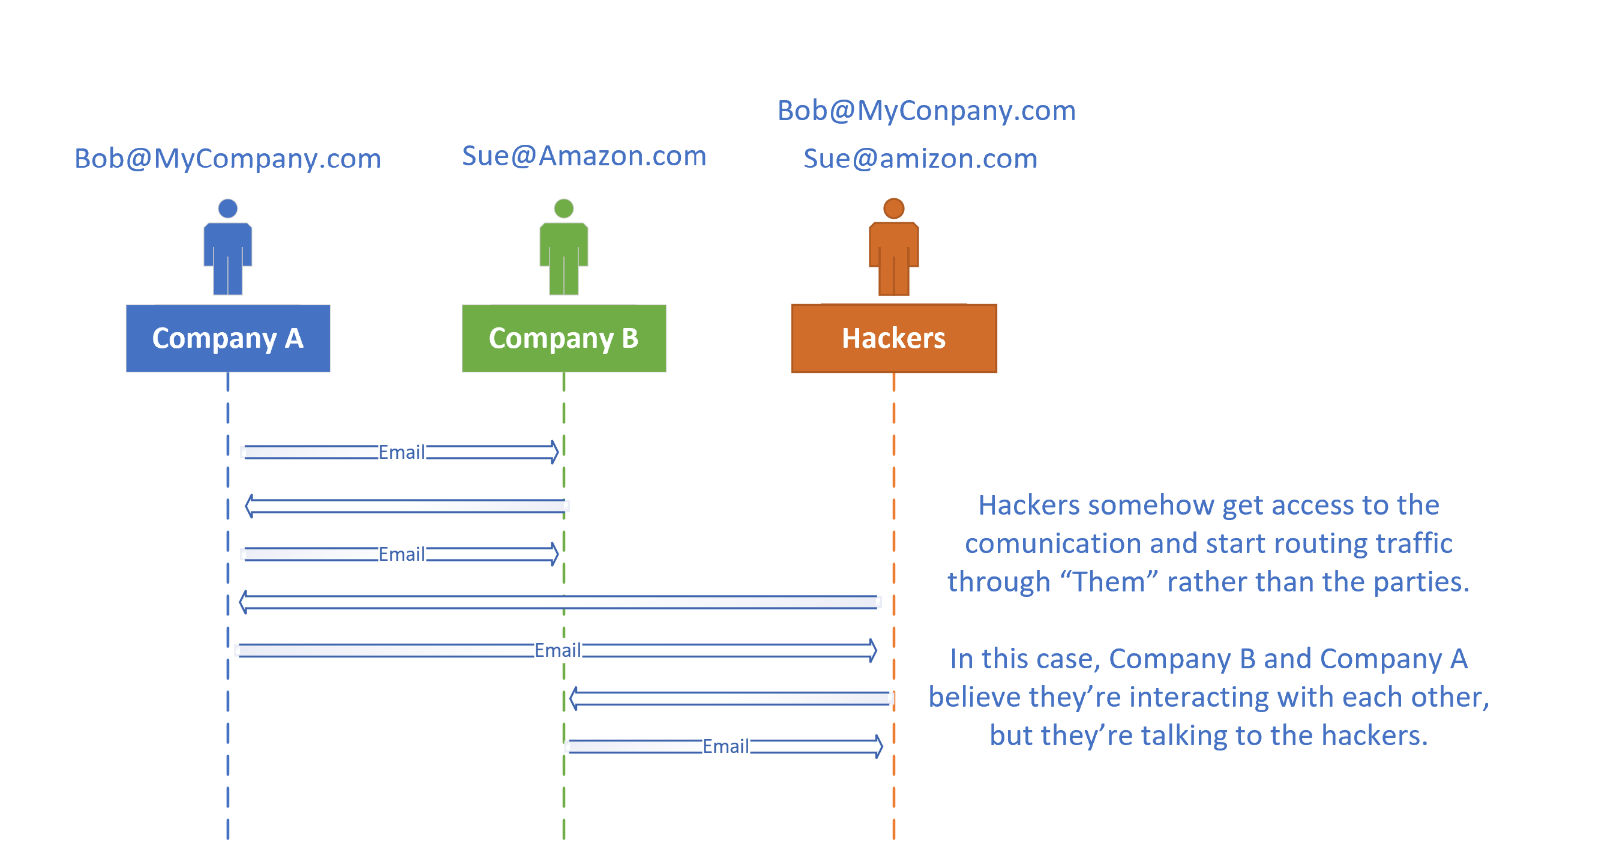 Bob@MyConpany.com
Bob@MyCompany.com
Sue@Amazon.com
Sue@amizon.com
Company A
Company B
Hackers
Email
Email
Email
Email
Hackers somehow get access to the
comunication and start routing traffic
through “Them” rather than the parties.
In this case, Company B and Company A
believe they’re interacting with each other,
but they’re talking to the hackers.